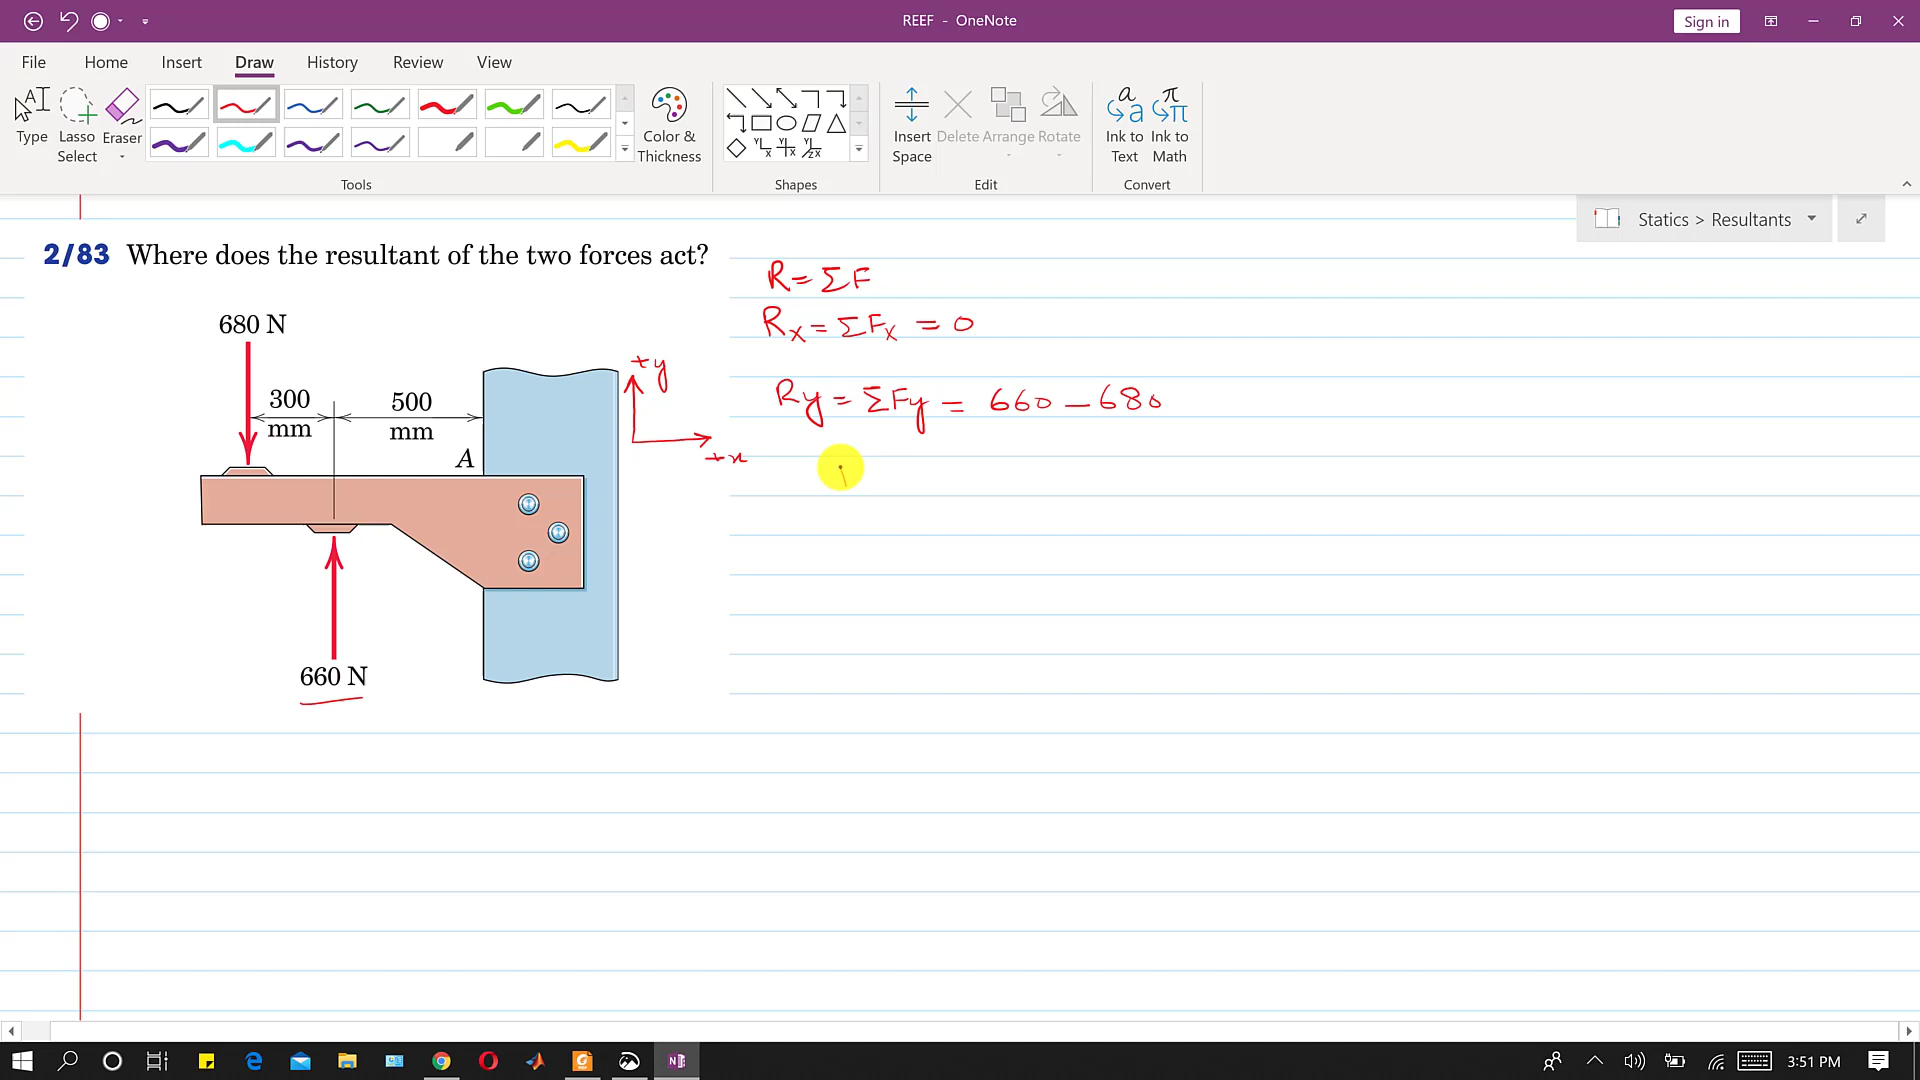 REEF - OneNote
Sign in
File Home Insert Draw History Review View
Type
Lasso Select
Eraser
Color & Thickness
Insert Space
Delete
Arrange
Rotate
Ink to Text
Ink to Math
Tools
Shapes
Edit
Convert
Statics > Resultants
2/83 Where does the resultant of the two forces act?
R = ΣF
Rx = ΣFx = 0
Ry = ΣFy = 660 - 680
680 N
+y
300 mm
500 mm
A
+x
660 N
3:51 PM